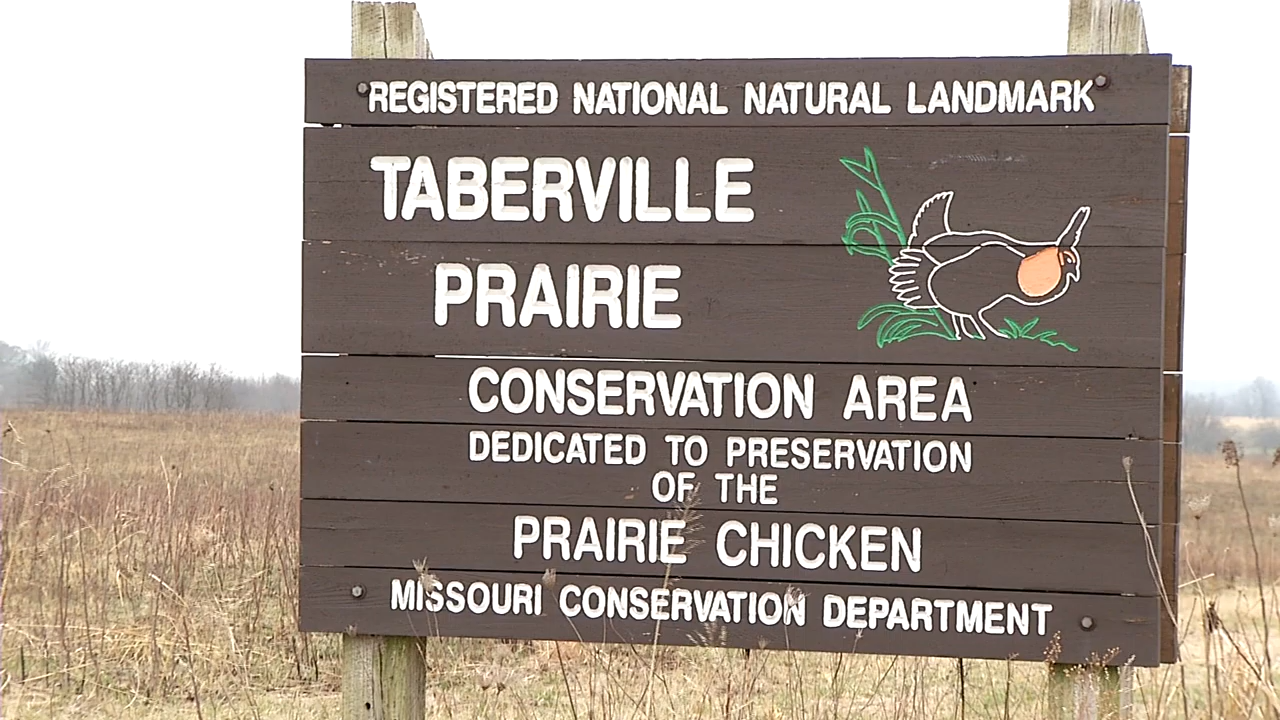 REGISTERED NATIONAL NATURAL LANDMARK
TABERVILLE
PRAIRIE
CONSERVATION AREA
DEDICATED TO PRESERVATION
OF THE
PRAIRIE CHICKEN
MISSOURI CONSERVATION DEPARTMENT